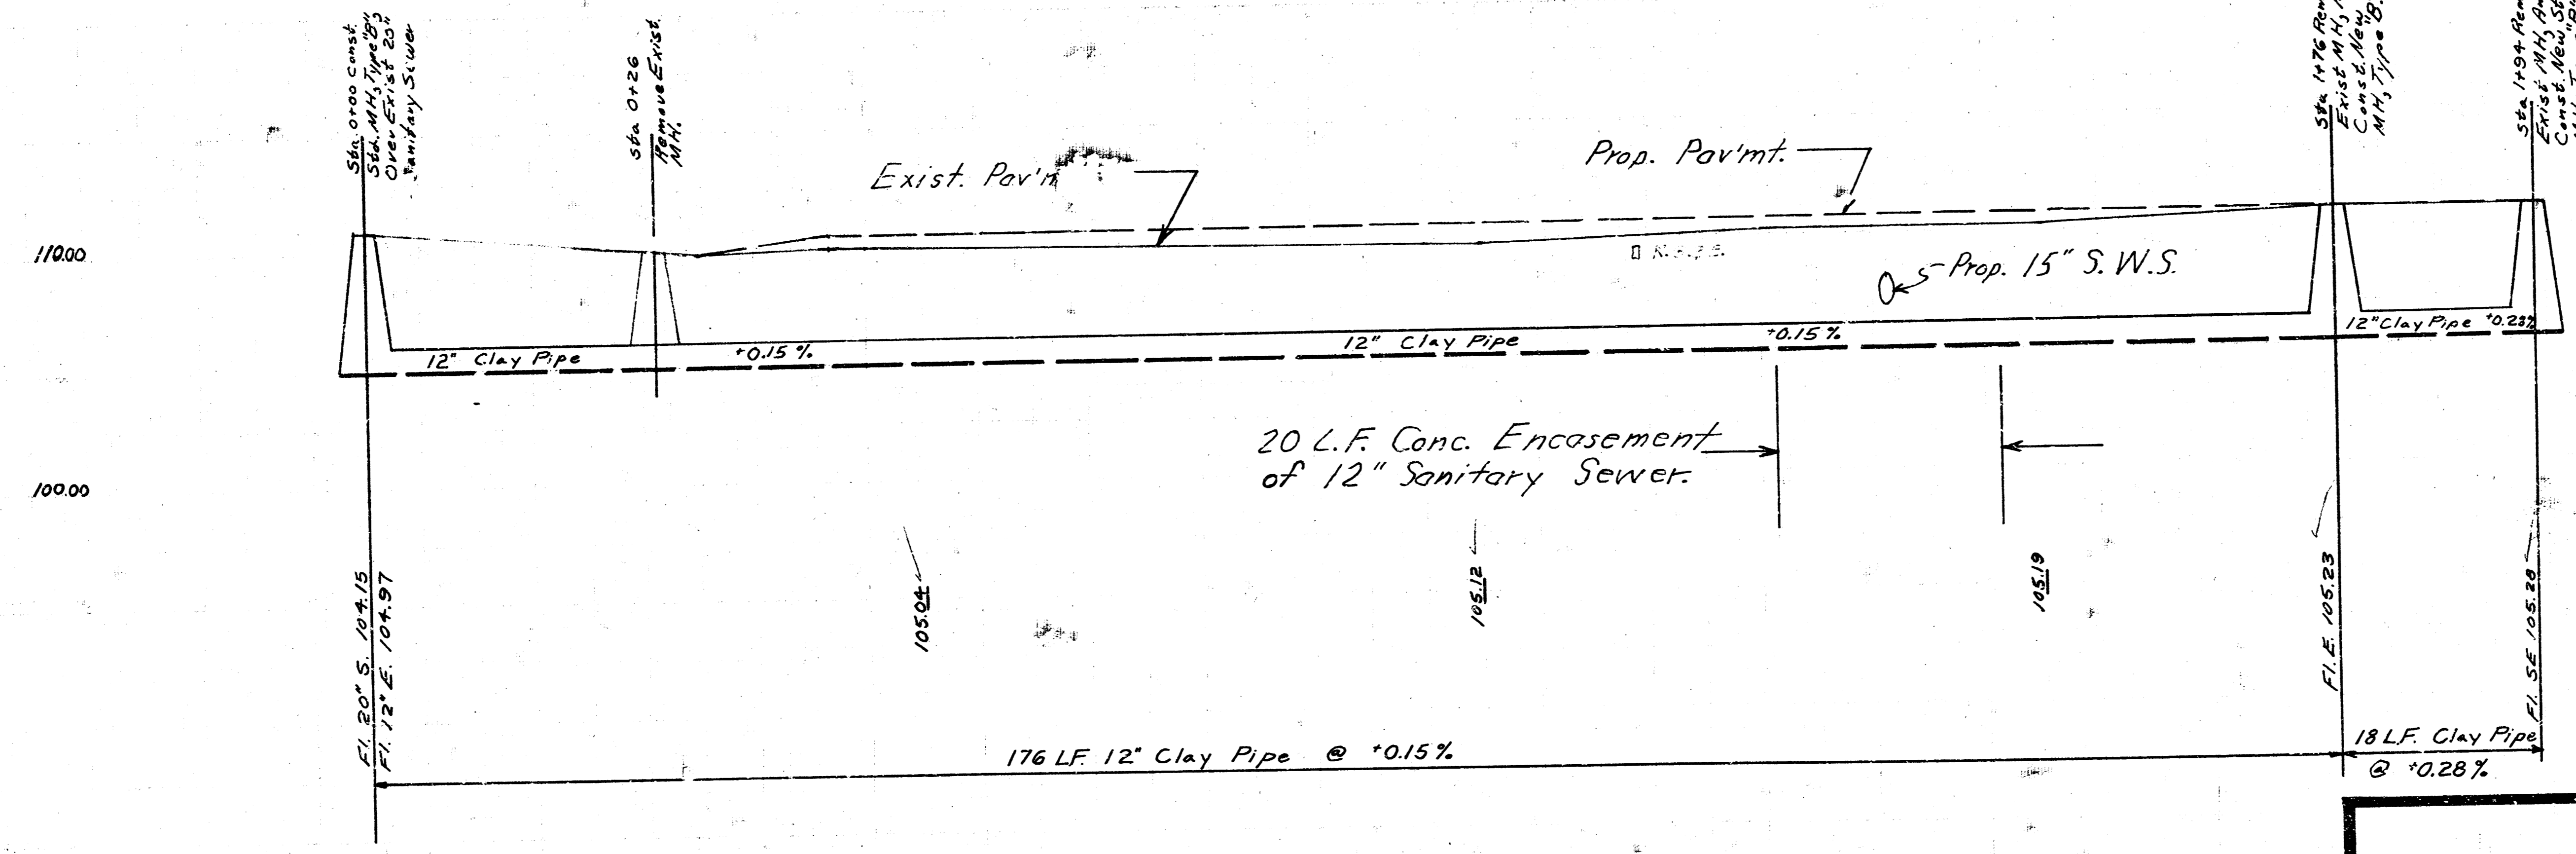 Sta. 0+00 Const.
Std. MH, Type "B"
Over Exist 20"
Sanitary Sewer
Sta 0+26
Remove Exist.
MH.
Sta 1+76 Rem
Exist MH,
Const. New
MH, Type "B"
Sta 1+94 Rem
Exist MH, An
Const. New St
Exist. Pav'm
Prop. Pav'mt.
110.00
Prop. 15" S. W.S.
12" Clay Pipe
+0.15 %
12" Clay Pipe
+0.15 %
12" Clay Pipe +0.28%
20 L.F. Conc. Encasement
of 12" Sanitary Sewer.
100.00
Fl. 20" S. 104.15
Fl. 12" E. 104.97
105.04
105.12
105.19
Fl. E. 105.23
Fl. SE 105.28
176 LF. 12" Clay Pipe @ +0.15%
18 L.F. Clay Pipe
@ +0.28%